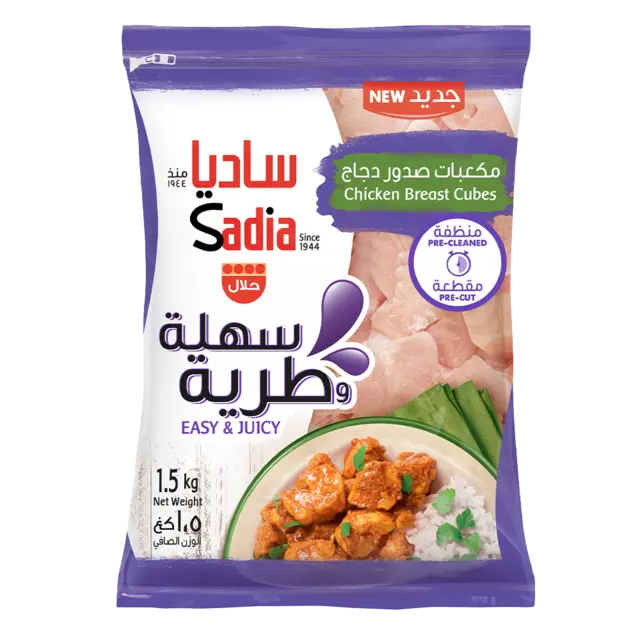 جديد NEW
ساديا
منذ
١٩٤٤
Sadia
Since
1944
حلال
مكعبات صدور دجاج
Chicken Breast Cubes
منظفة
PRE-CLEANED
مقطعة
PRE-CUT
سهلة
وطرية
EASY & JUICY
1.5 kg
Net Weight
١,٥ كغ
الوزن الصافي